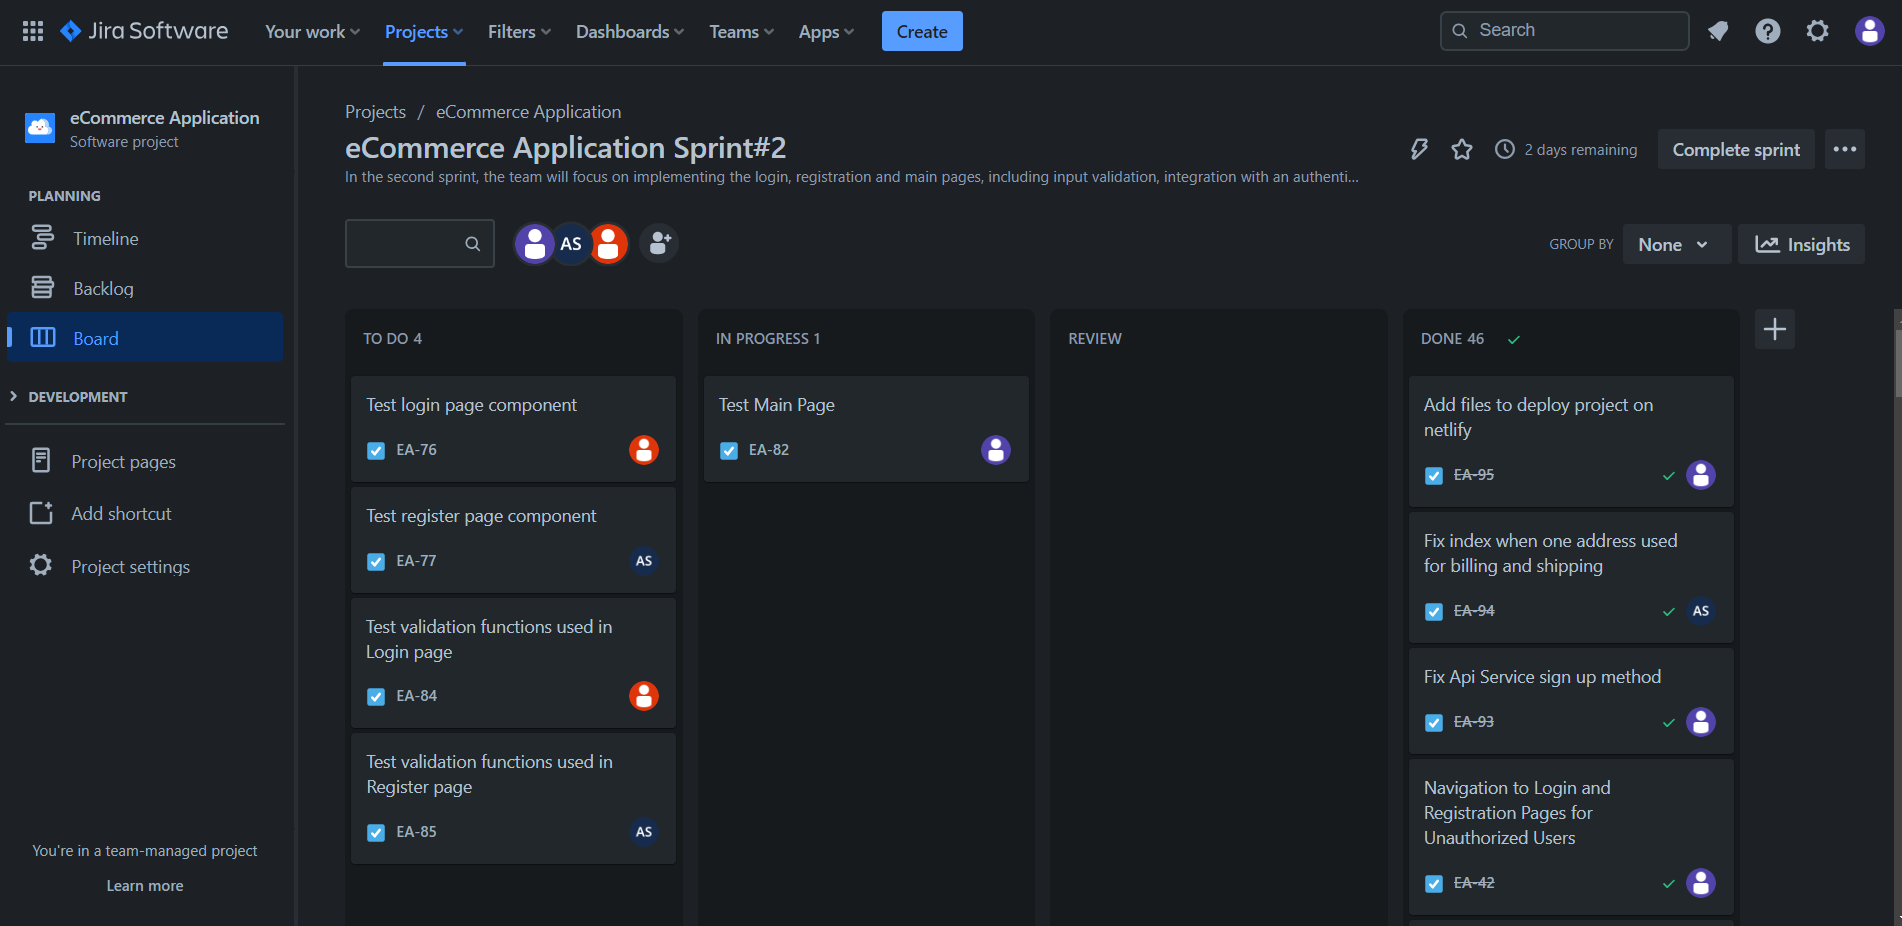 Jira Software
Your work
Projects
Filters
Dashboards
Teams
Apps
Create
Search
eCommerce Application
Software project
PLANNING
Timeline
Backlog
Board
DEVELOPMENT
Project pages
Add shortcut
Project settings
You're in a team-managed project
Learn more
Projects / eCommerce Application
eCommerce Application Sprint#2
In the second sprint, the team will focus on implementing the login, registration and main pages, including input validation, integration with an authenti...
2 days remaining
Complete sprint
AS
GROUP BY
None
Insights
TO DO 4
Test login page component
EA-76
Test register page component
EA-77
AS
Test validation functions used in
Login page
EA-84
Test validation functions used in
Register page
EA-85
AS
IN PROGRESS 1
Test Main Page
EA-82
REVIEW
DONE 46
Add files to deploy project on
netlify
EA-95
Fix index when one address used
for billing and shipping
EA-94
AS
Fix Api Service sign up method
EA-93
Navigation to Login and
Registration Pages for
Unauthorized Users
EA-42